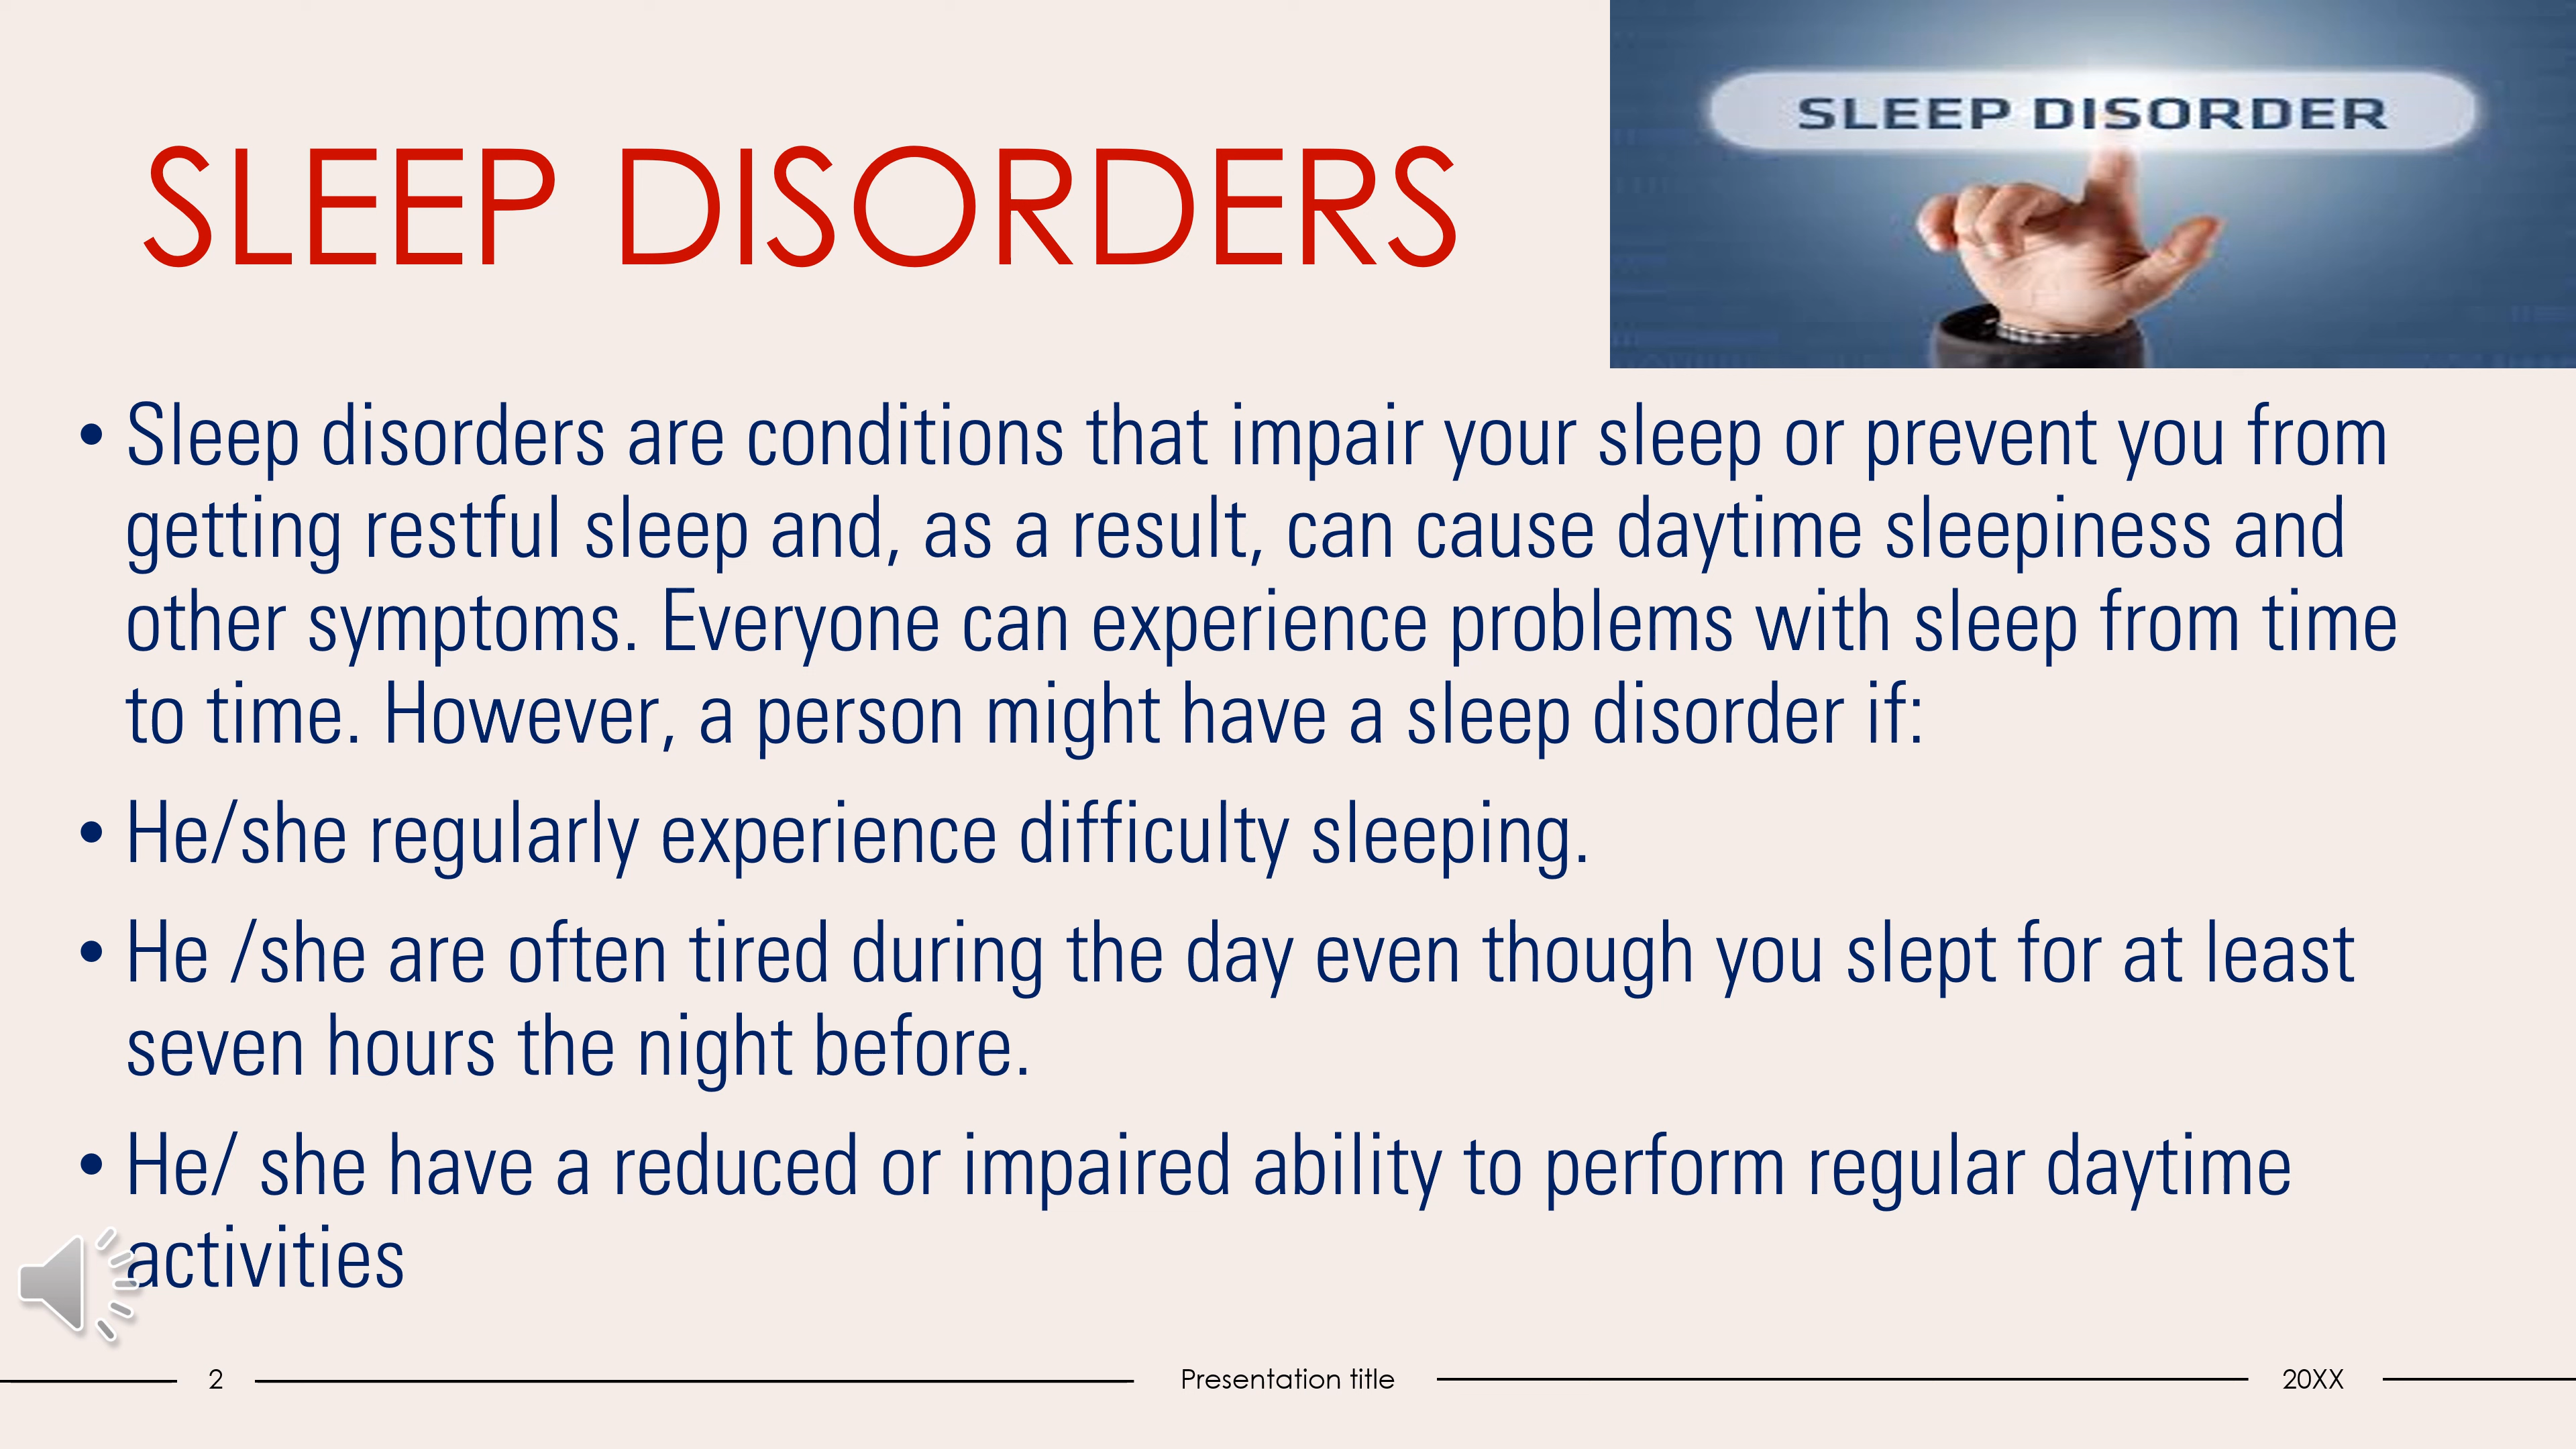 SLEEP DISORDER
SLEEP DISORDERS
• Sleep disorders are conditions that impair your sleep or prevent you from
getting restful sleep and, as a result, can cause daytime sleepiness and
other symptoms. Everyone can experience problems with sleep from time
to time. However, a person might have a sleep disorder if:
• He/she regularly experience difficulty sleeping.
• He /she are often tired during the day even though you slept for at least
seven hours the night before.
• He/ she have a reduced or impaired ability to perform regular daytime
activities
2 Presentation title 20XX